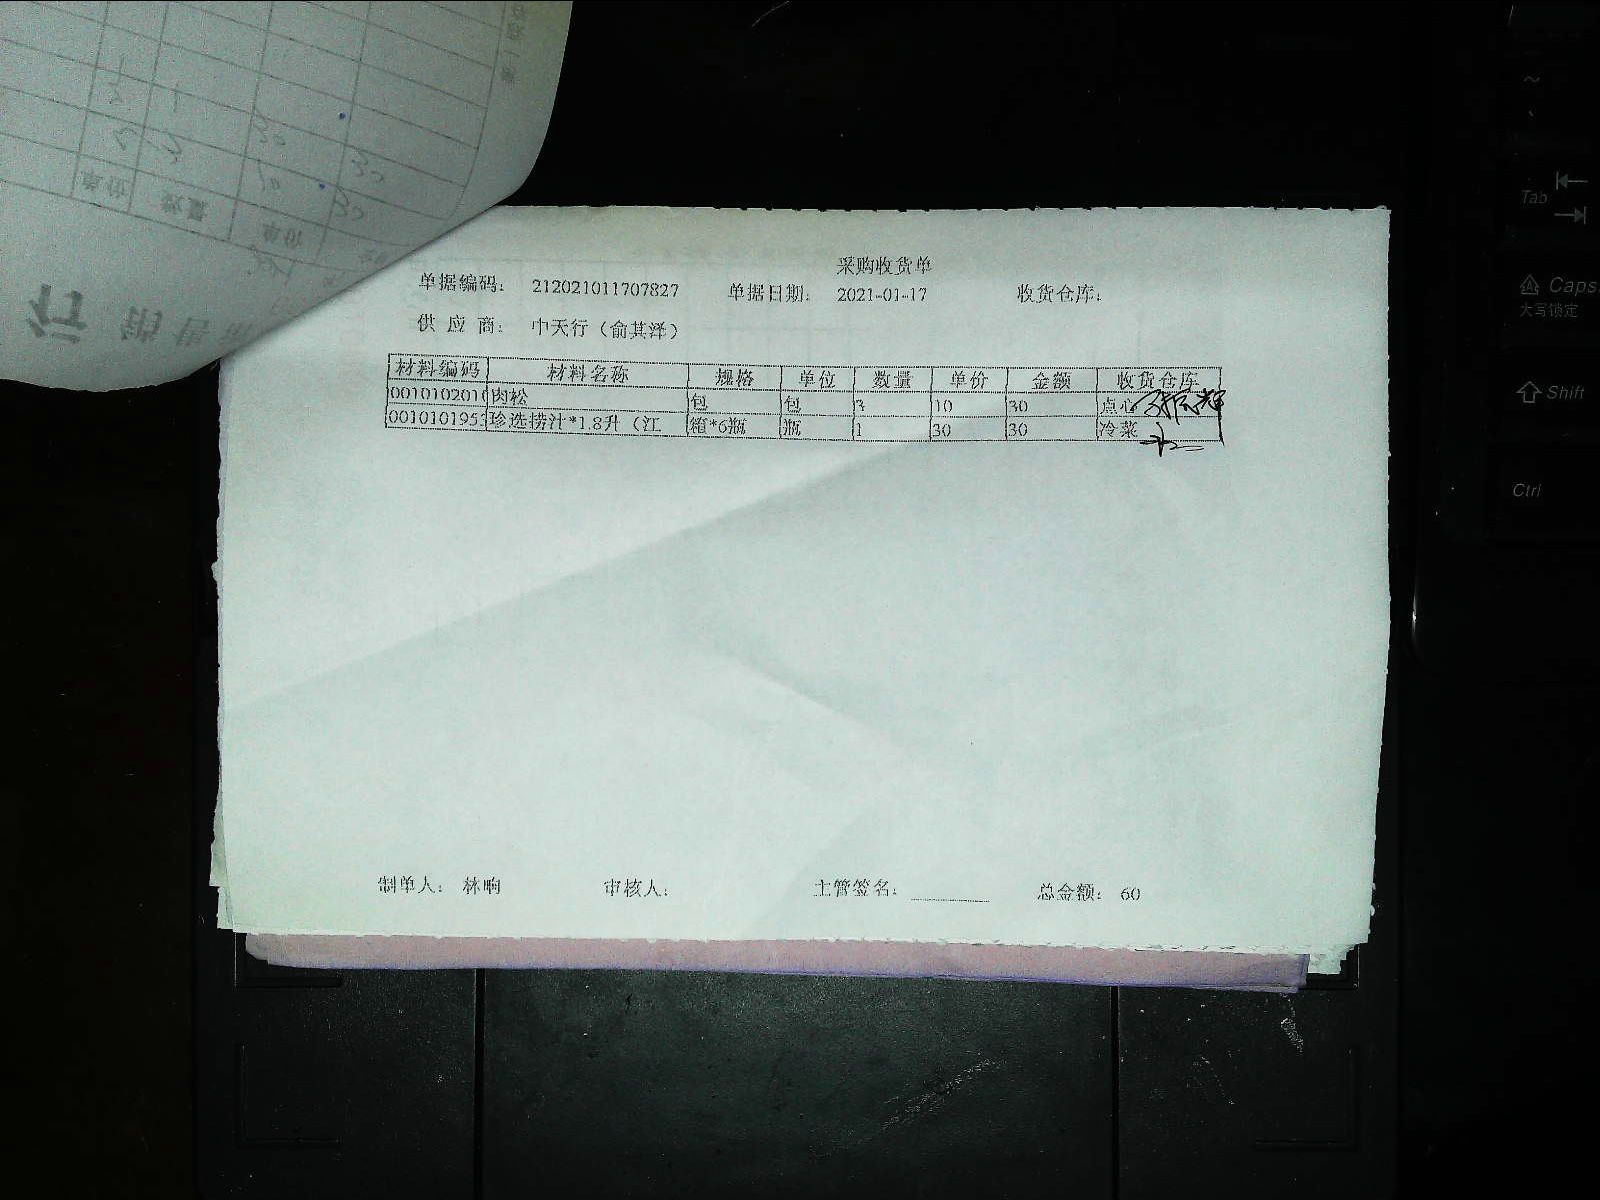 采购收货单
单据编码： 212021011707827 单据日期： 2021-01-17 收货仓库：
供 应 商： 中天行（俞其泽）
材料编码 材料名称 规格 单位 数量 单价 金额 收货仓库
001010201 肉松 包 包 3 10 30 点心
001010195 珍选捞汁*1.8升（江 箱*6瓶 瓶 1 30 30 冷菜
制单人： 林响 审核人： 主管签名： 总金额： 60
~
Tab
Caps
大写锁定
Shift
Ctrl